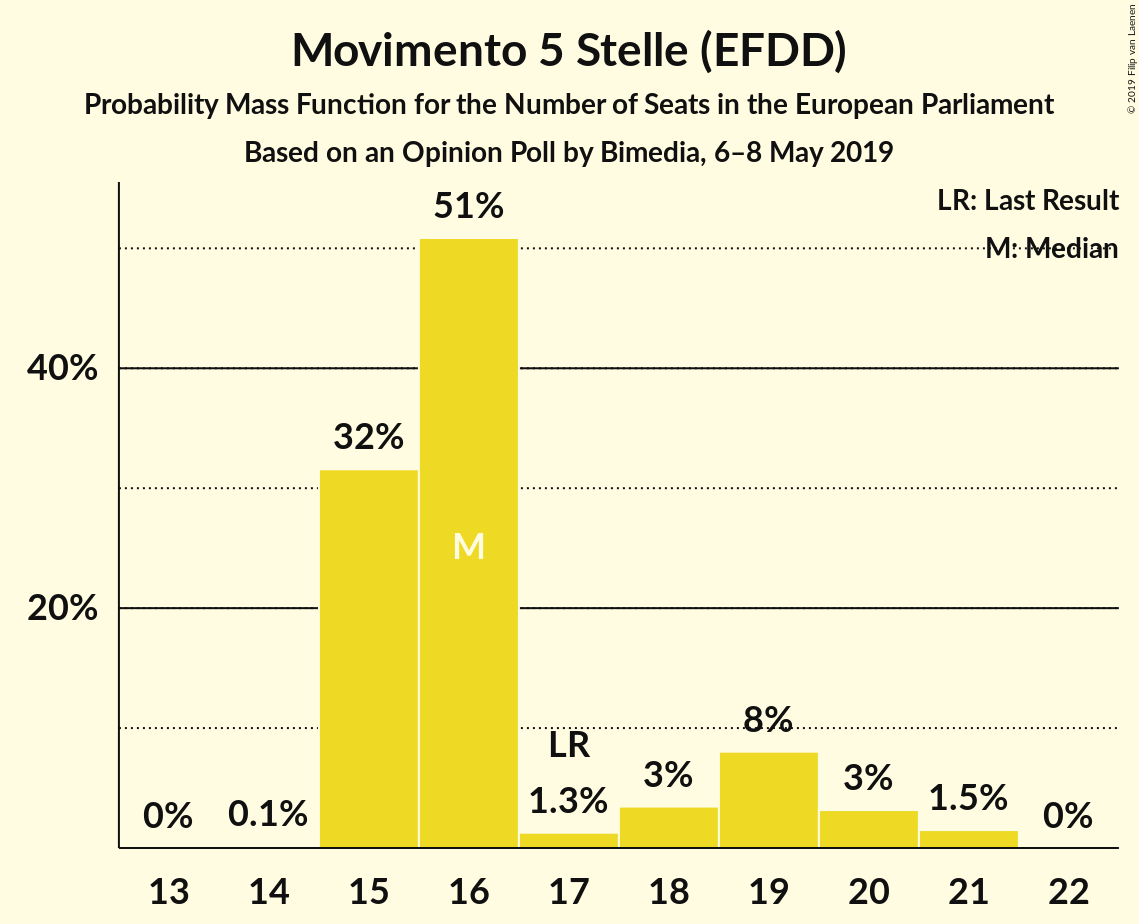 Movimento 5 Stelle (EFDD)
Probability Mass Function for the Number of Seats in the European Parliament
Based on an Opinion Poll by Bimedia, 6–8 May 2019
© 2019 Filip van Laenen
LR: Last Result
M: Median
51%
40%
32%
M
20%
8%
LR
3%
3%
1.5%
1.3%
0%
0.1%
0%
13 14 15 16 17 18 19 20 21 22